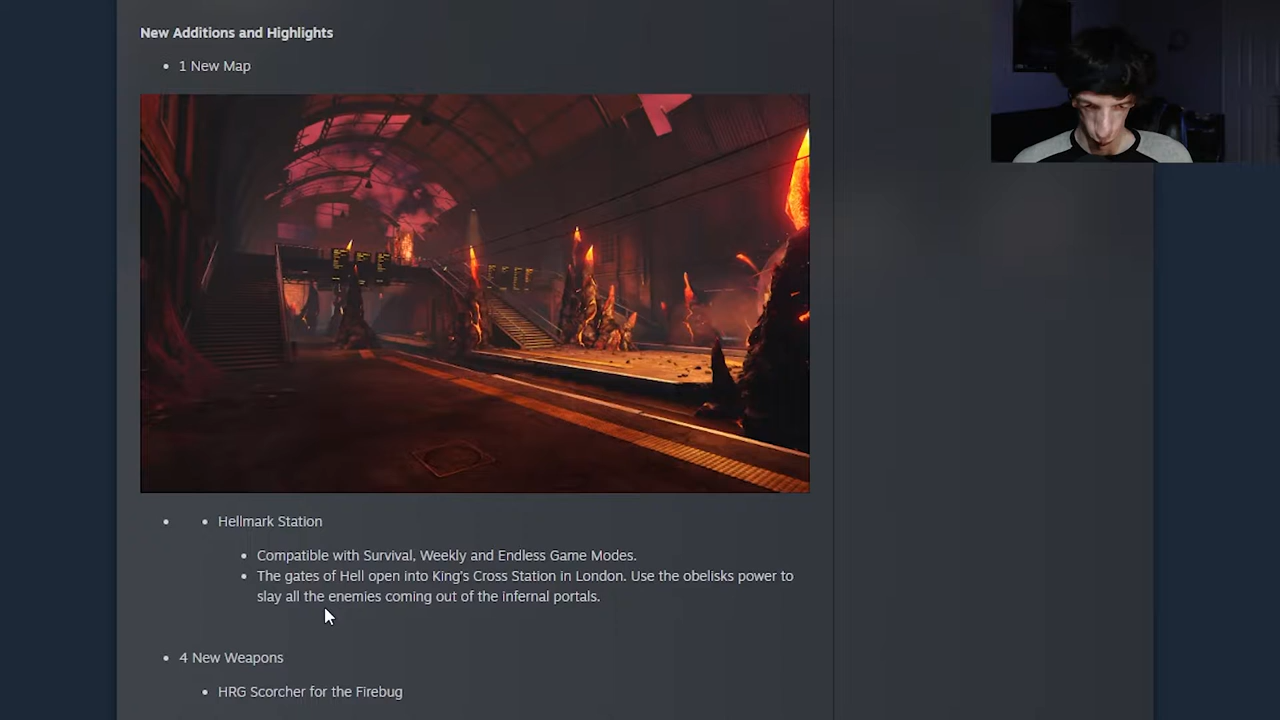 New Additions and Highlights
1 New Map
Hellmark Station
Compatible with Survival, Weekly and Endless Game Modes.
The gates of Hell open into King's Cross Station in London. Use the obelisks power to
slay all the enemies coming out of the infernal portals.
4 New Weapons
HRG Scorcher for the Firebug